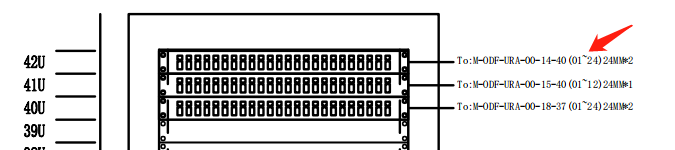 42U To:M-ODF-URA-00-14-40(01~24)24MM*2
41U To:M-ODF-URA-00-15-40(01~12)24MM*1
40U To:M-ODF-URA-00-18-37(01~24)24MM*2
39U